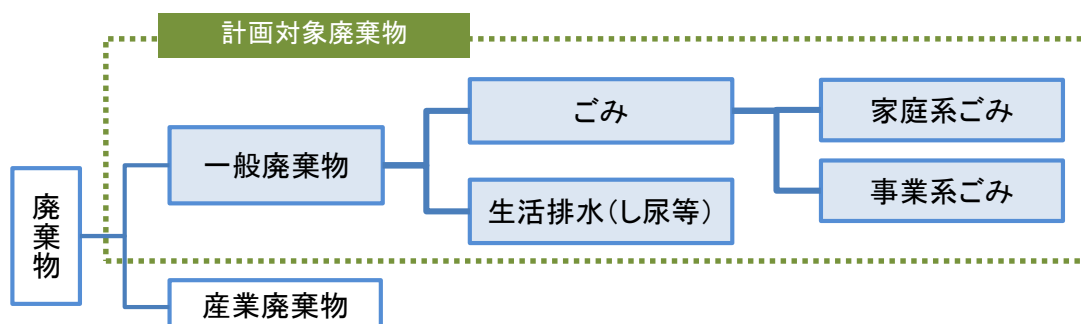 計画対象廃棄物
ごみ
家庭系ごみ
一般廃棄物
事業系ごみ
生活排水(し尿等)
廃棄物
産業廃棄物